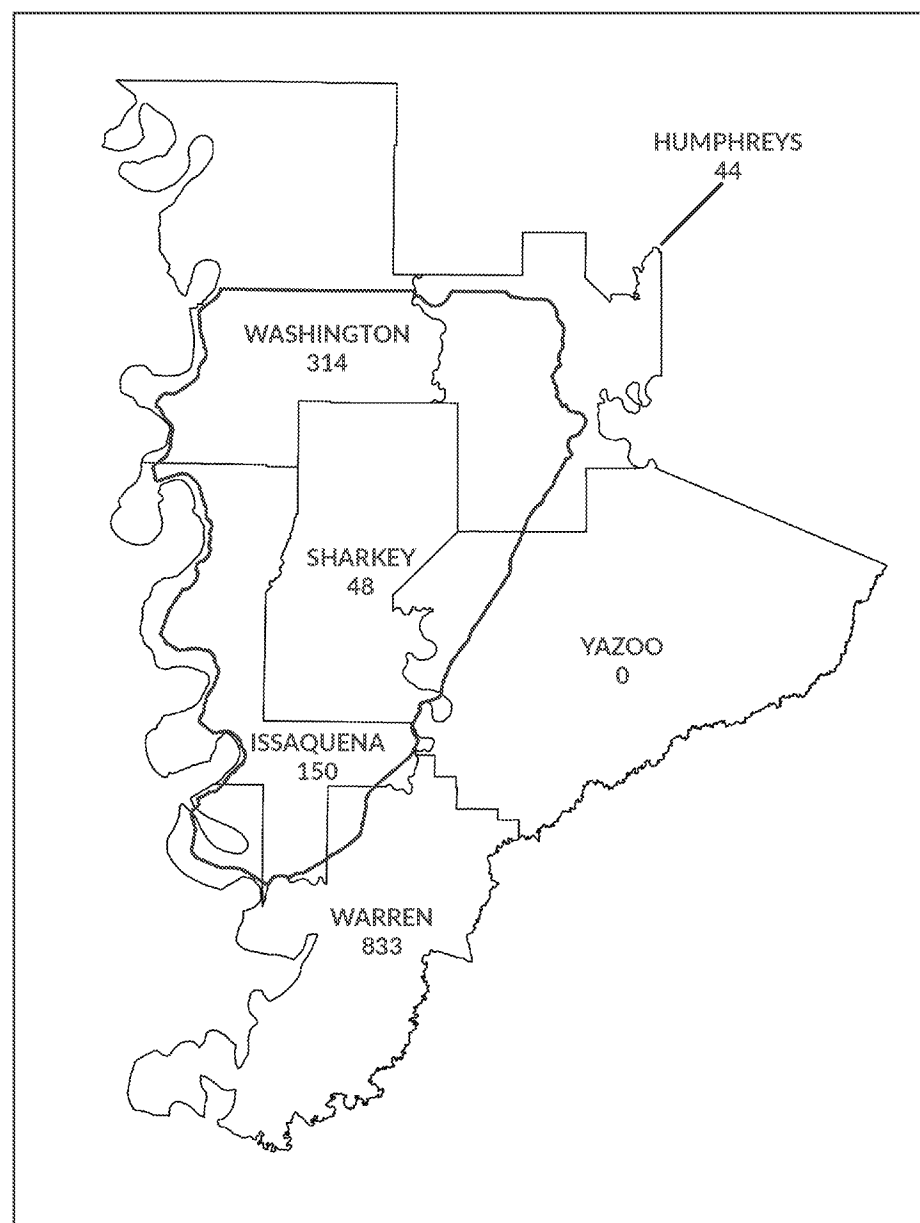 HUMPHREYS
44
WASHINGTON
314
SHARKEY
48
YAZOO
0
ISSAQUENA
150
WARREN
833